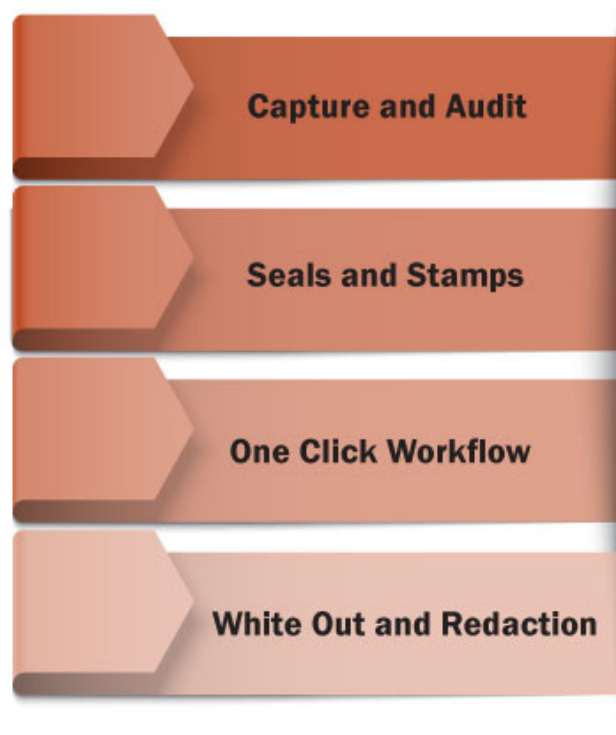 Capture and Audit
Seals and Stamps
One Click Workflow
White Out and Redaction